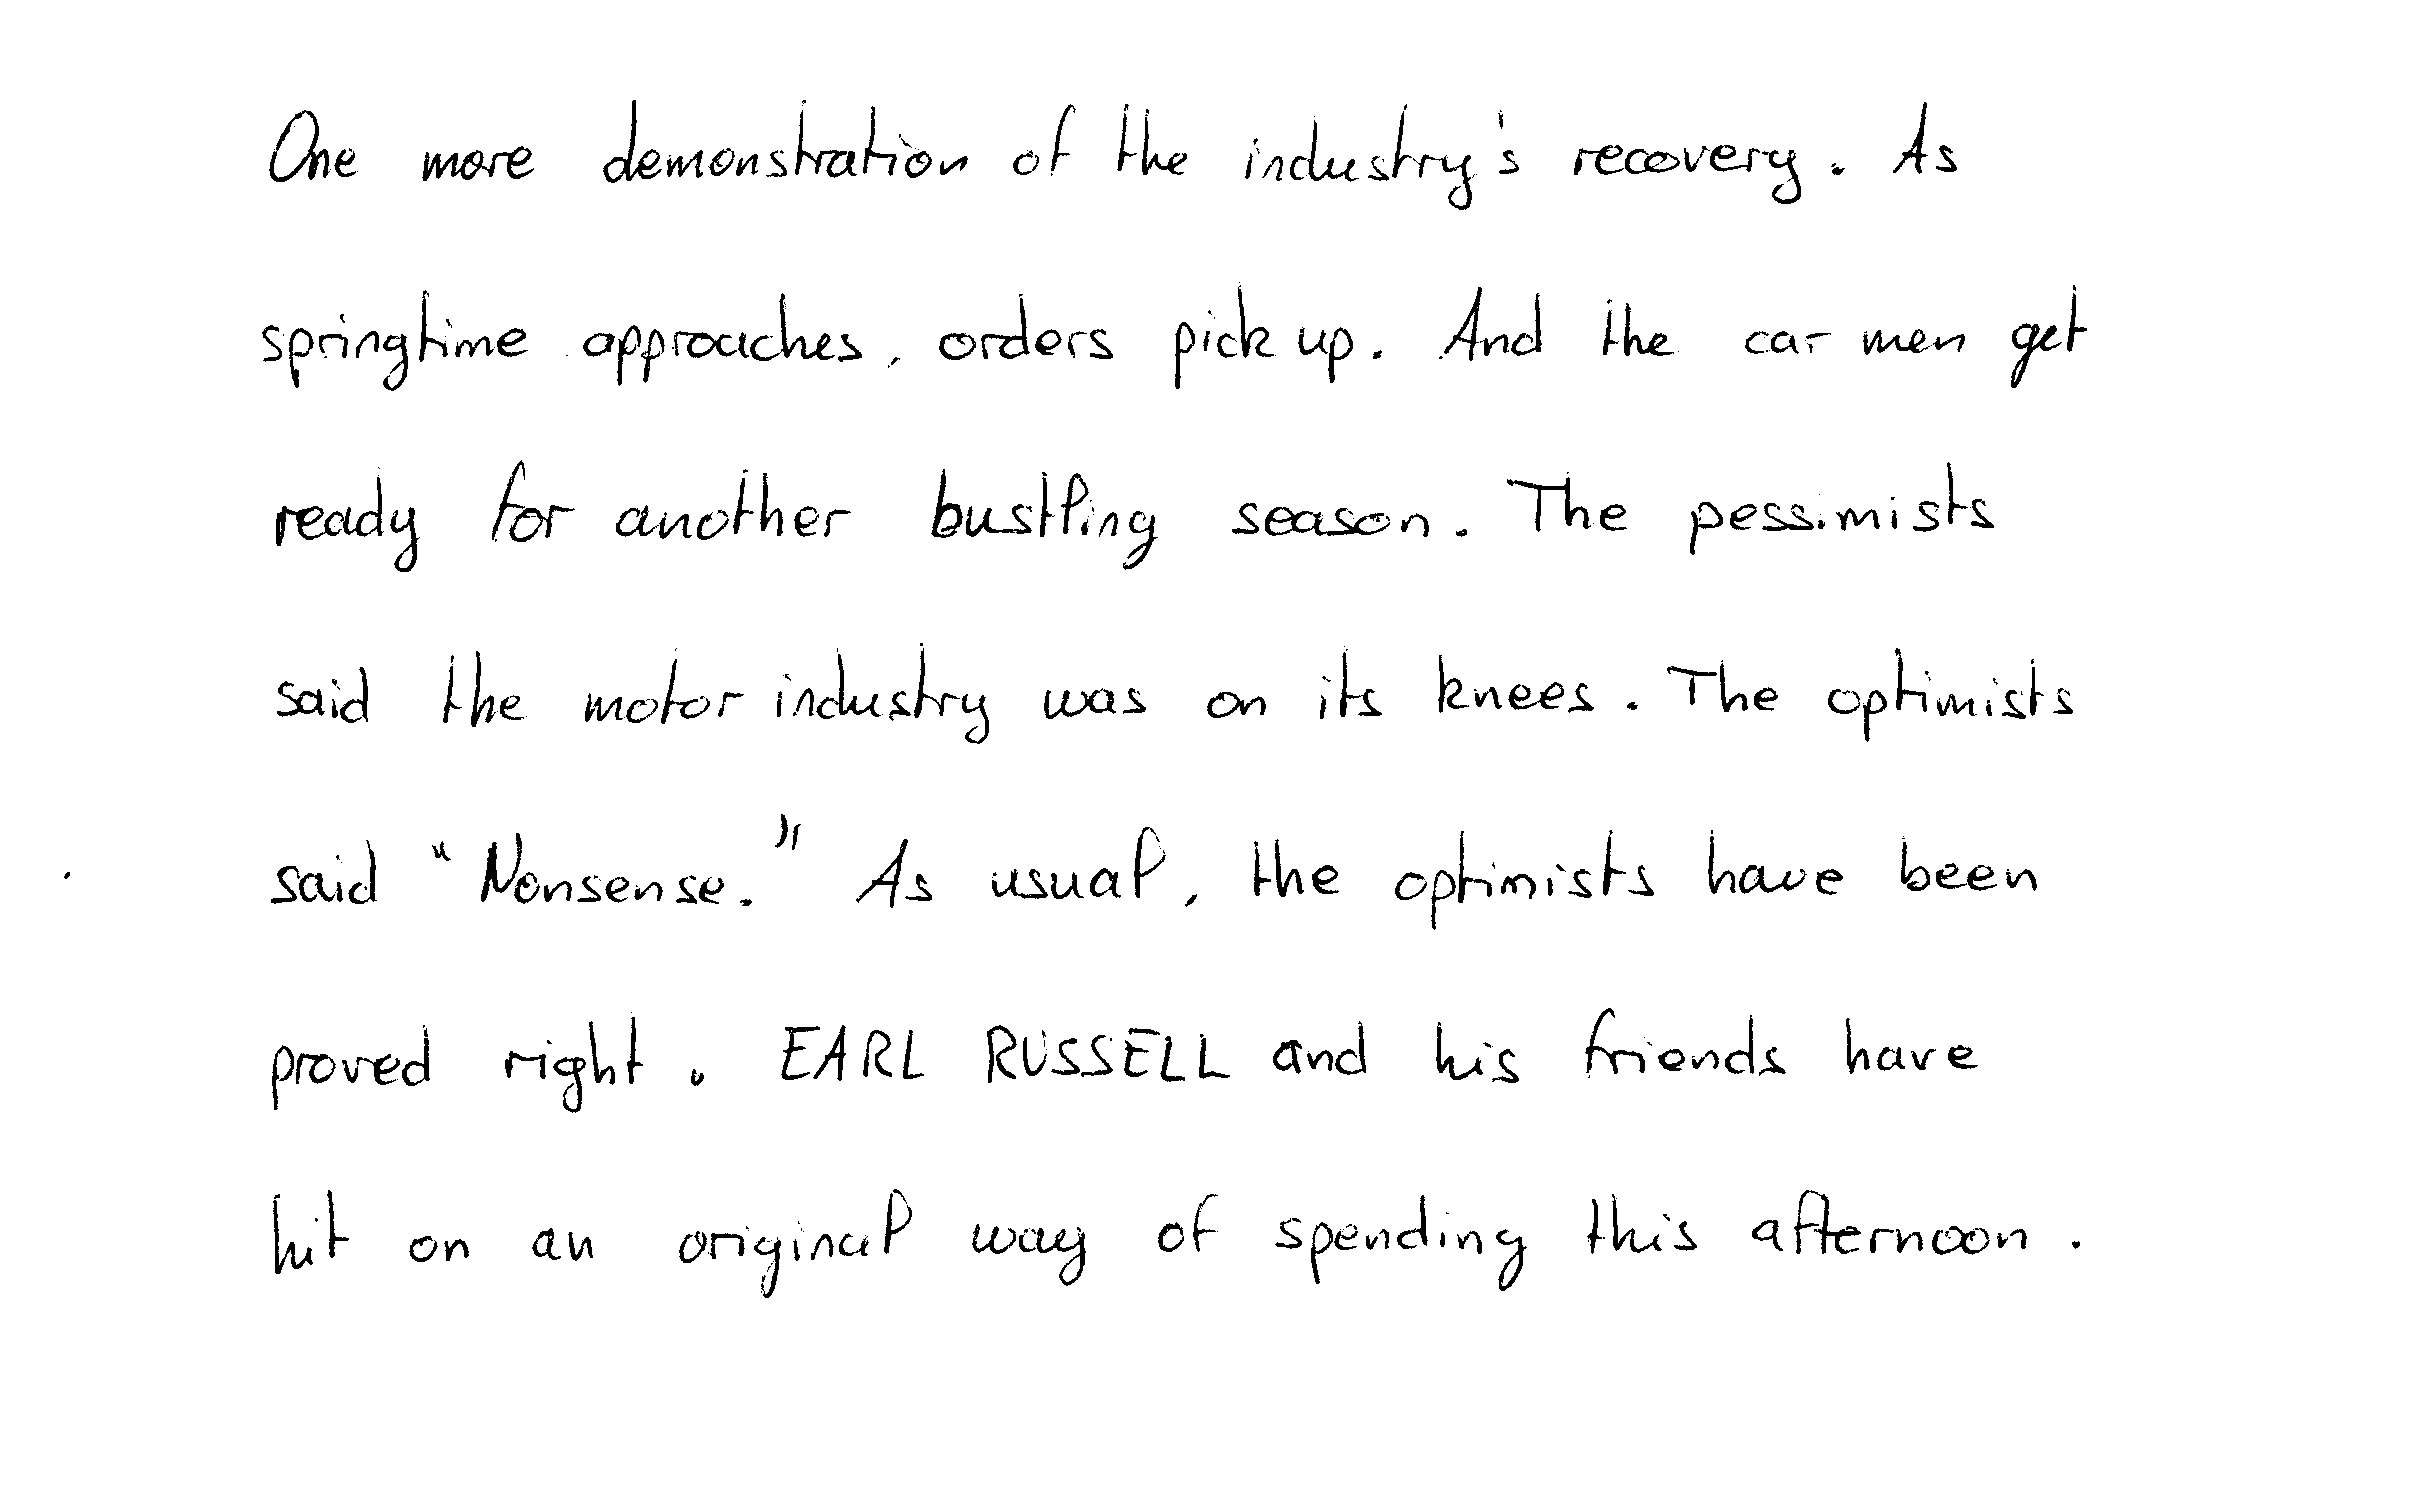 One more demonstration of the industry's recovery. As
springtime approaches, orders pick up. And the car men get
ready for another bustling season. The pessimists
said the motor industry was on its knees. The optimists
said "Nonsense." As usual, the optimists have been
proved right. EARL RUSSELL and his friends have
hit on an original way of spending this afternoon.